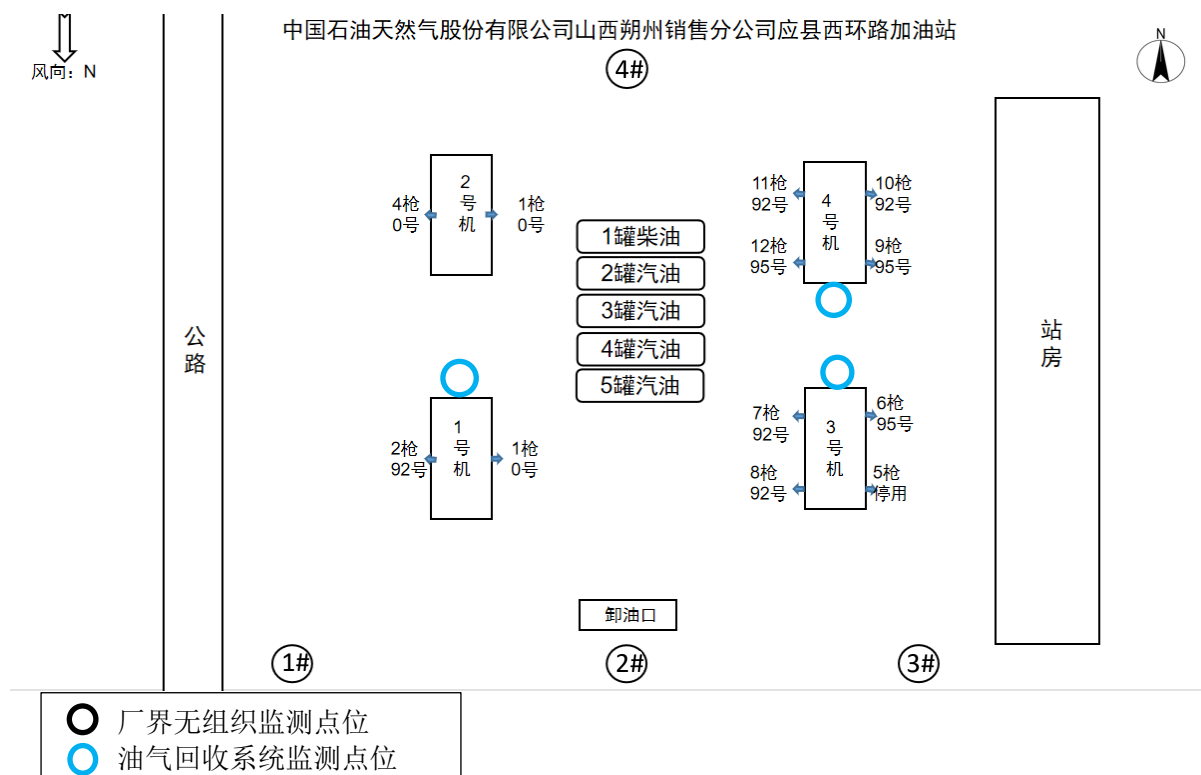 中国石油天然气股份有限公司山西朔州销售分公司应县西环路加油站
风向：N
N
4#
2号机
4枪
0号
1枪
0号
1罐柴油
2罐汽油
3罐汽油
4罐汽油
5罐汽油
11枪
92号
10枪
92号
4号机
12枪
95号
9枪
95号
公路
站房
1号机
2枪
92号
1枪
0号
7枪
92号
6枪
95号
3号机
8枪
92号
5枪
停用
卸油口
1#
2#
3#
厂界无组织监测点位
油气回收系统监测点位